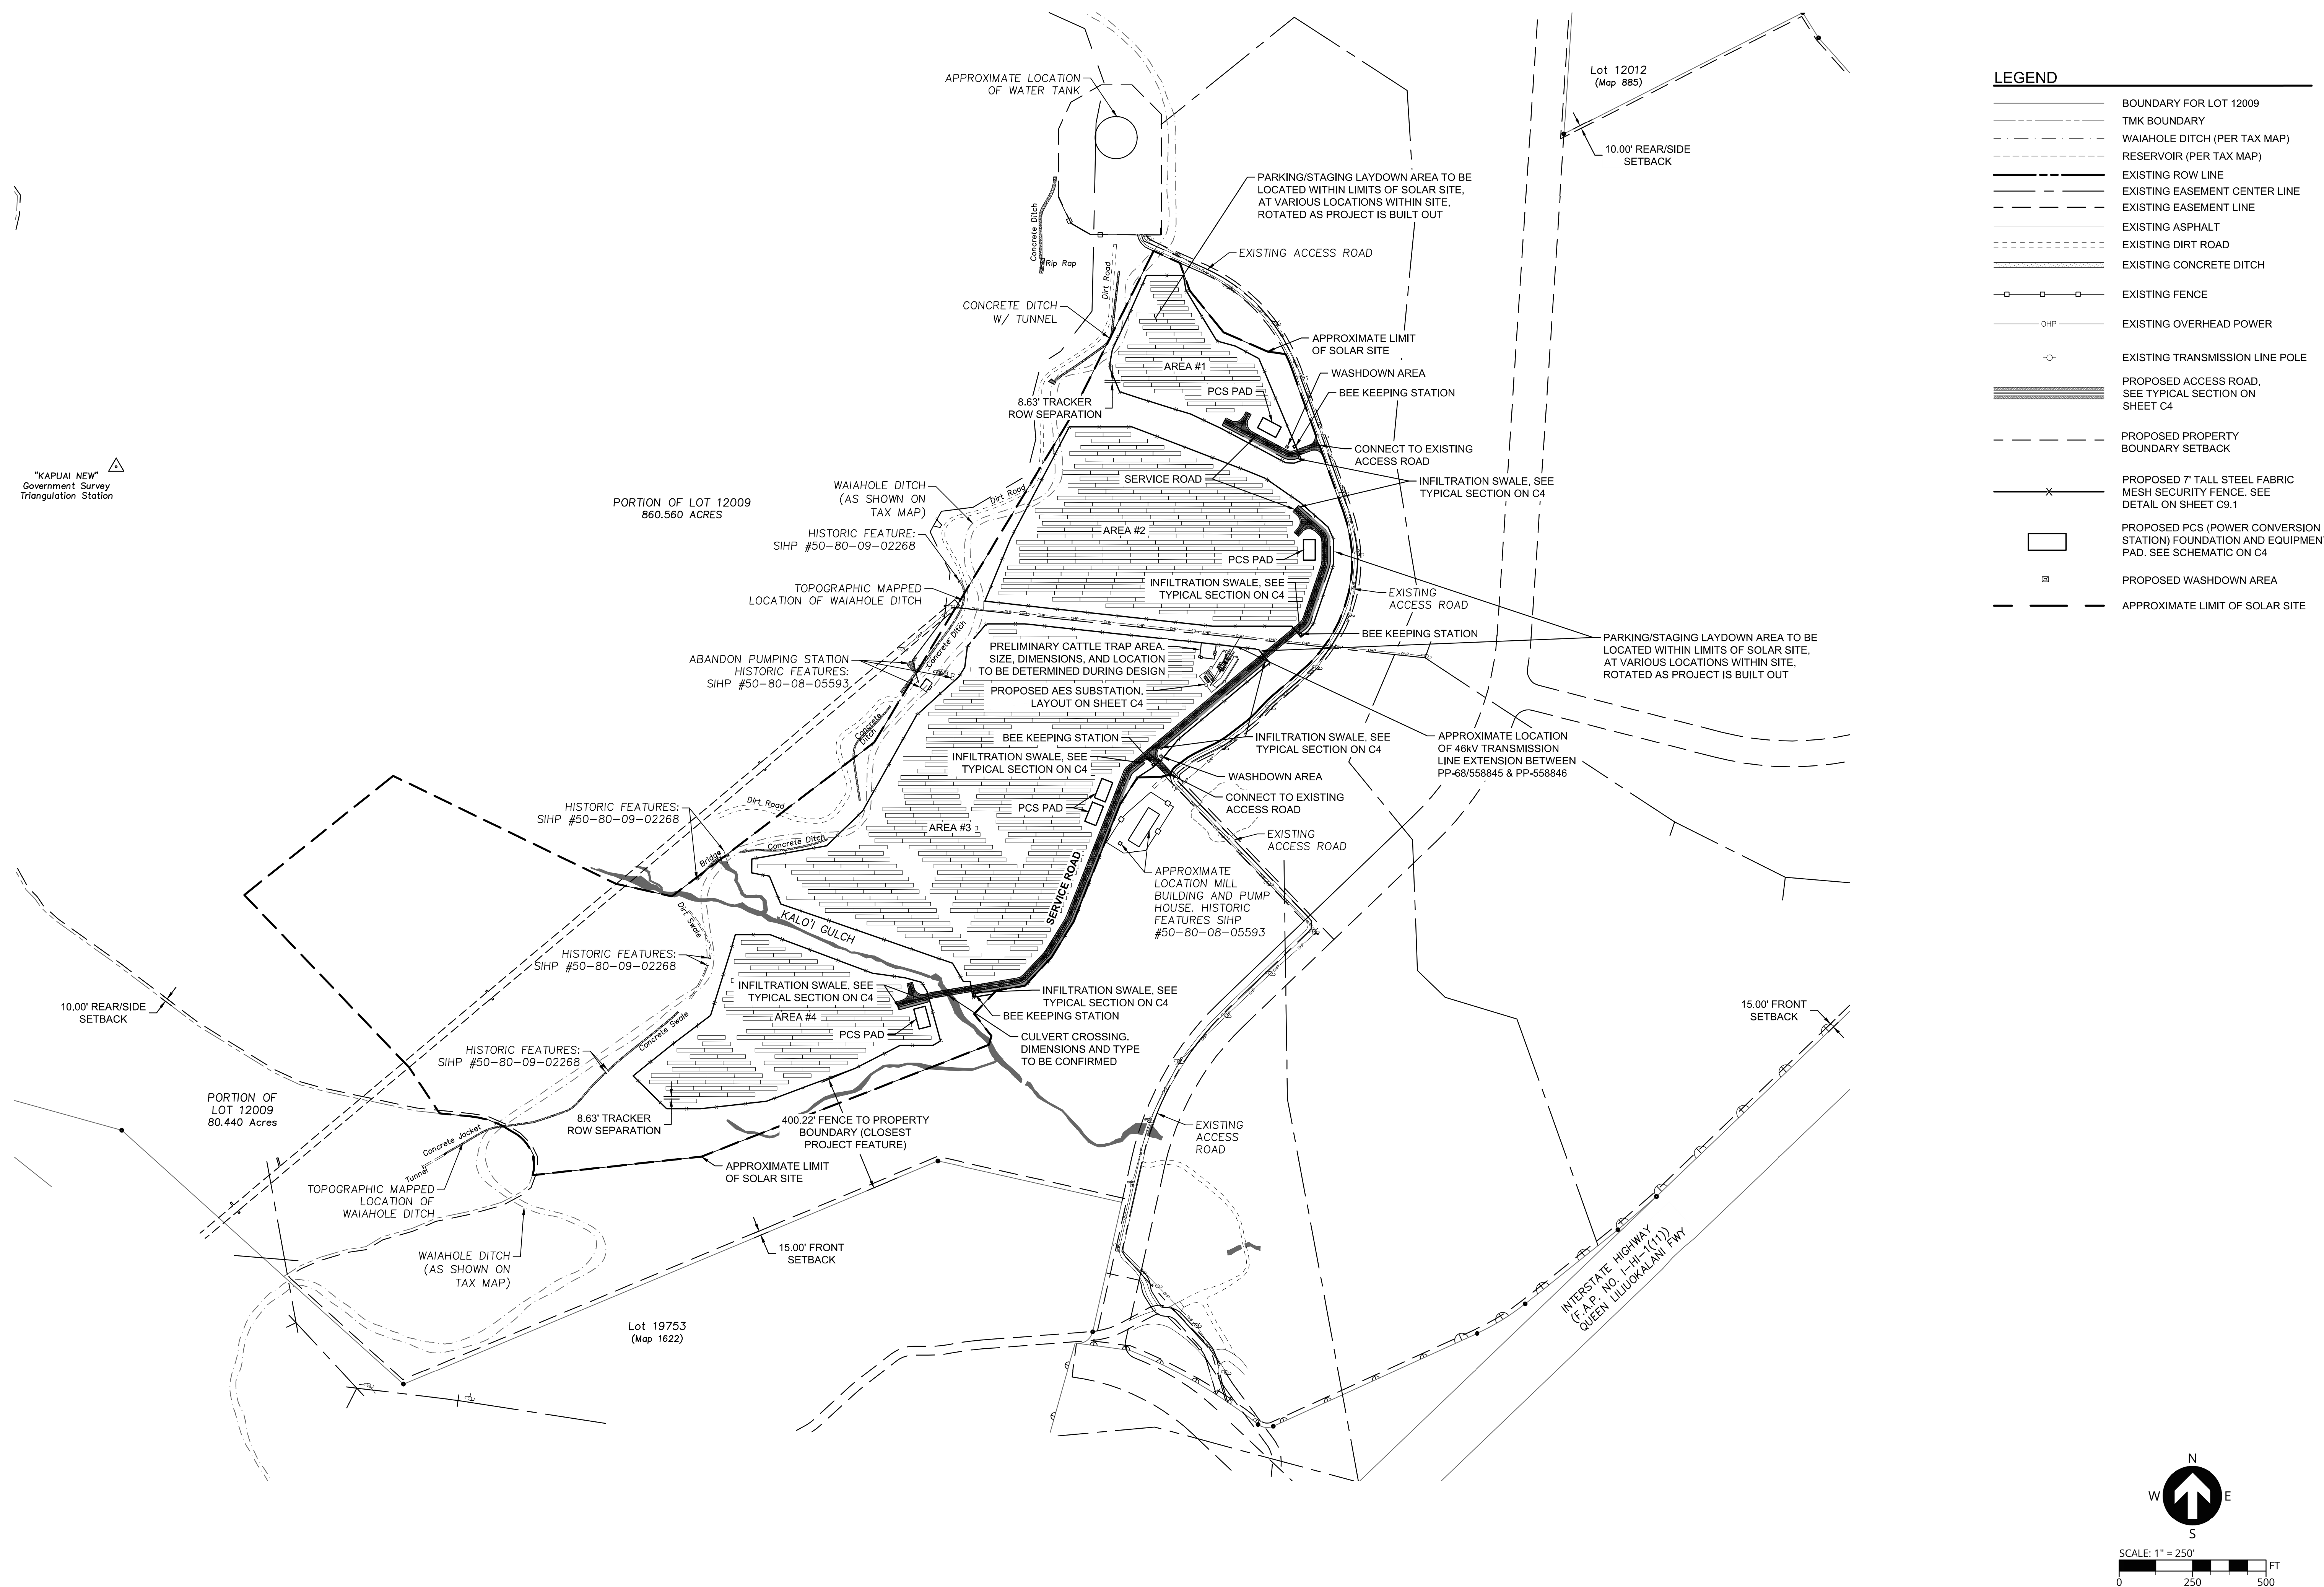 APPROXIMATE LOCATION
OF WATER TANK
Lot 12012
(Map 885)
10.00' REAR/SIDE
SETBACK
PARKING/STAGING LAYDOWN AREA TO BE
LOCATED WITHIN LIMITS OF SOLAR SITE,
AT VARIOUS LOCATIONS WITHIN SITE,
ROTATED AS PROJECT IS BUILT OUT
Concrete Ditch
Rip Rap
Dirt Road
EXISTING ACCESS ROAD
CONCRETE DITCH
W/ TUNNEL
APPROXIMATE LIMIT
OF SOLAR SITE
AREA #1
WASHDOWN AREA
PCS PAD
BEE KEEPING STATION
8.63' TRACKER
ROW SEPARATION
CONNECT TO EXISTING
ACCESS ROAD
"KAPUAI NEW"
Government Survey
Triangulation Station
SERVICE ROAD
INFILTRATION SWALE, SEE
TYPICAL SECTION ON C4
WAIAHOLE DITCH
(AS SHOWN ON
TAX MAP)
Dirt Road
PORTION OF LOT 12009
860.560 ACRES
HISTORIC FEATURE:
SIHP #50-80-09-02268
AREA #2
PCS PAD
TOPOGRAPHIC MAPPED
LOCATION OF WAIAHOLE DITCH
INFILTRATION SWALE, SEE
TYPICAL SECTION ON C4
EXISTING
ACCESS ROAD
BEE KEEPING STATION
PARKING/STAGING LAYDOWN AREA TO BE
LOCATED WITHIN LIMITS OF SOLAR SITE,
AT VARIOUS LOCATIONS WITHIN SITE,
ROTATED AS PROJECT IS BUILT OUT
Concrete Ditch
PRELIMINARY CATTLE TRAP AREA.
SIZE, DIMENSIONS, AND LOCATION
TO BE DETERMINED DURING DESIGN
ABANDON PUMPING STATION
HISTORIC FEATURES:
SIHP #50-80-08-05593
PROPOSED AES SUBSTATION.
LAYOUT ON SHEET C4
Concrete
Ditch
BEE KEEPING STATION
INFILTRATION SWALE, SEE
TYPICAL SECTION ON C4
APPROXIMATE LOCATION
OF 46kV TRANSMISSION
LINE EXTENSION BETWEEN
PP-68/558845 & PP-558846
INFILTRATION SWALE, SEE
TYPICAL SECTION ON C4
WASHDOWN AREA
CONNECT TO EXISTING
ACCESS ROAD
Dirt Road
HISTORIC FEATURES:
SIHP #50-80-09-02268
PCS PAD
AREA #3
EXISTING
ACCESS ROAD
Concrete Ditch
Bridge
SERVICE ROAD
APPROXIMATE
LOCATION MILL
BUILDING AND PUMP
HOUSE. HISTORIC
FEATURES SIHP
#50-80-08-05593
Dirt Swale
KALO'I GULCH
HISTORIC FEATURES:
SIHP #50-80-09-02268
INFILTRATION SWALE, SEE
TYPICAL SECTION ON C4
INFILTRATION SWALE, SEE
TYPICAL SECTION ON C4
10.00' REAR/SIDE
SETBACK
15.00' FRONT
SETBACK
AREA #4
BEE KEEPING STATION
Concrete Swale
PCS PAD
CULVERT CROSSING.
DIMENSIONS AND TYPE
TO BE CONFIRMED
HISTORIC FEATURES:
SIHP #50-80-09-02268
PORTION OF
LOT 12009
80.440 Acres
8.63' TRACKER
ROW SEPARATION
400.22' FENCE TO PROPERTY
BOUNDARY (CLOSEST
PROJECT FEATURE)
EXISTING
ACCESS
ROAD
Concrete Jacket
Tunnel
APPROXIMATE LIMIT
OF SOLAR SITE
TOPOGRAPHIC MAPPED
LOCATION OF
WAIAHOLE DITCH
WAIAHOLE DITCH
(AS SHOWN ON
TAX MAP)
15.00' FRONT
SETBACK
INTERSTATE HIGHWAY
(F.A.P. NO. I-HI-1(11))
QUEEN LILIUOKALANI FWY
Lot 19753
(Map 1622)
LEGEND
BOUNDARY FOR LOT 12009
TMK BOUNDARY
WAIAHOLE DITCH (PER TAX MAP)
RESERVOIR (PER TAX MAP)
EXISTING ROW LINE
EXISTING EASEMENT CENTER LINE
EXISTING EASEMENT LINE
EXISTING ASPHALT
EXISTING DIRT ROAD
EXISTING CONCRETE DITCH
EXISTING FENCE
OHP
EXISTING OVERHEAD POWER
EXISTING TRANSMISSION LINE POLE
PROPOSED ACCESS ROAD,
SEE TYPICAL SECTION ON
SHEET C4
PROPOSED PROPERTY
BOUNDARY SETBACK
PROPOSED 7' TALL STEEL FABRIC
MESH SECURITY FENCE. SEE
DETAIL ON SHEET C9.1
PROPOSED PCS (POWER CONVERSION
STATION) FOUNDATION AND EQUIPMENT
PAD. SEE SCHEMATIC ON C4
PROPOSED WASHDOWN AREA
APPROXIMATE LIMIT OF SOLAR SITE
N
W
E
S
SCALE: 1" = 250'
FT
0
250
500